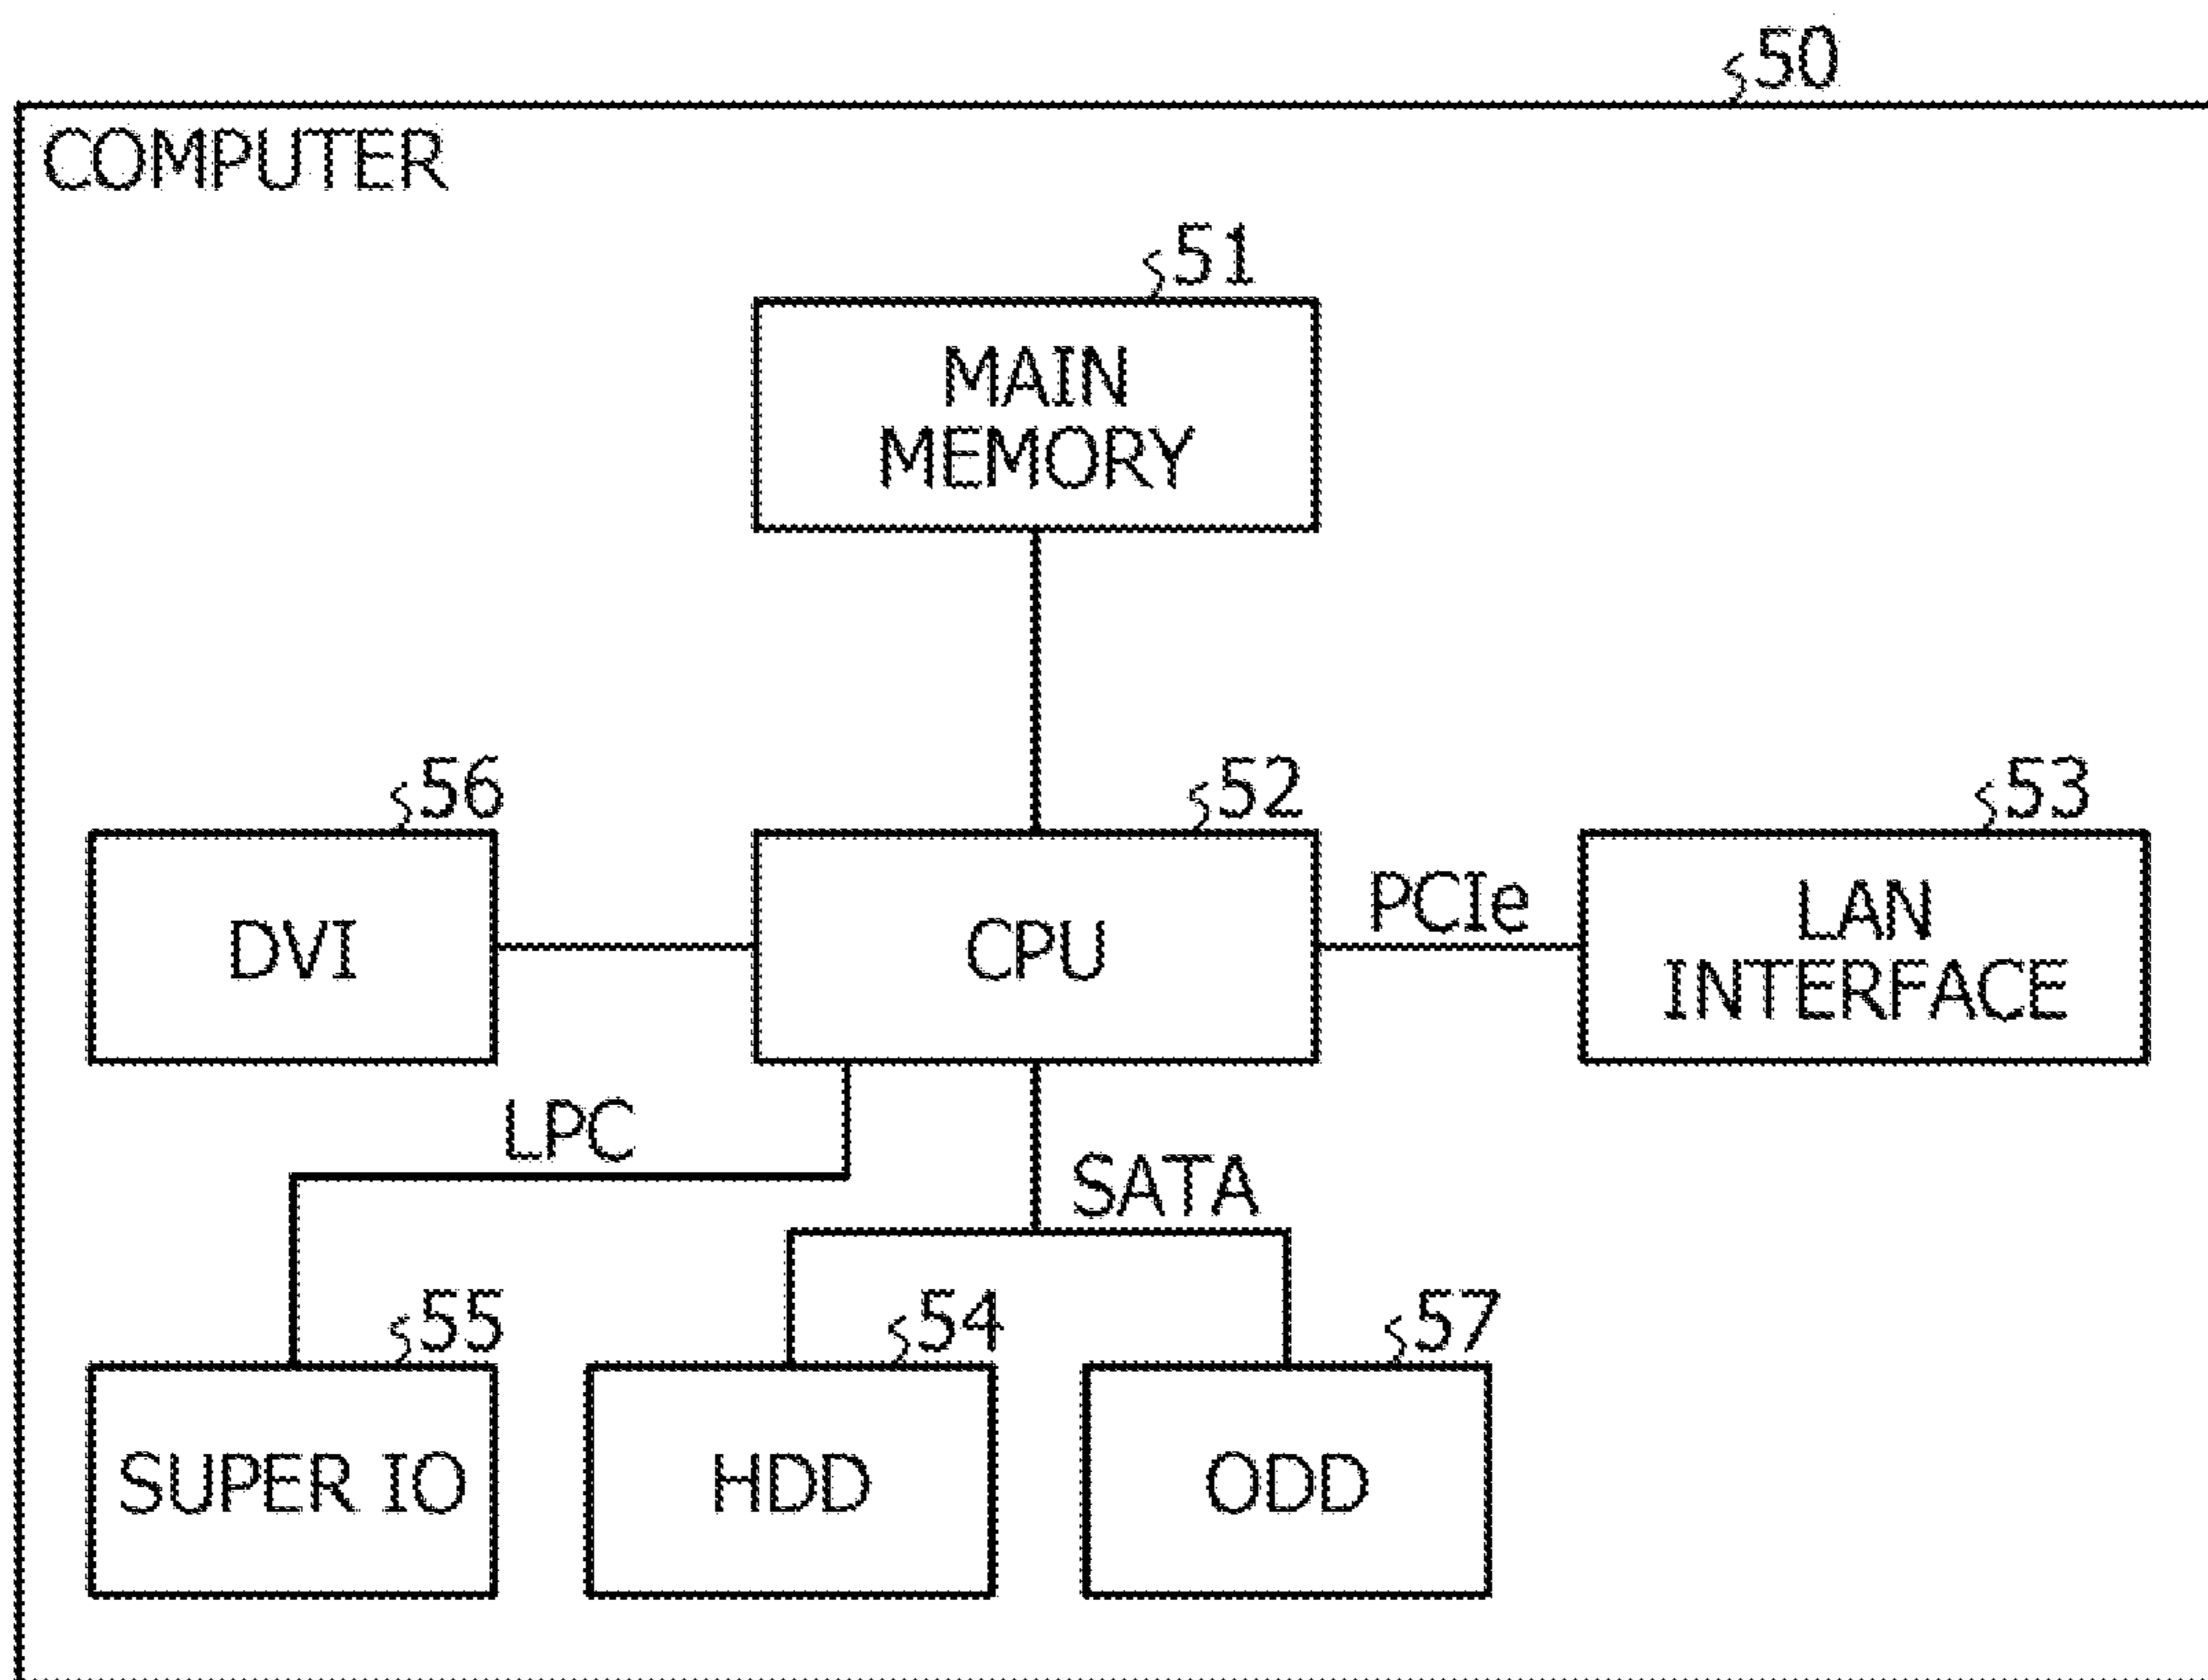 50
COMPUTER
51
MAIN
MEMORY
56
52
53
DVI
CPU
PCIe
LAN
INTERFACE
LPC
SATA
55
54
57
SUPER IO
HDD
ODD